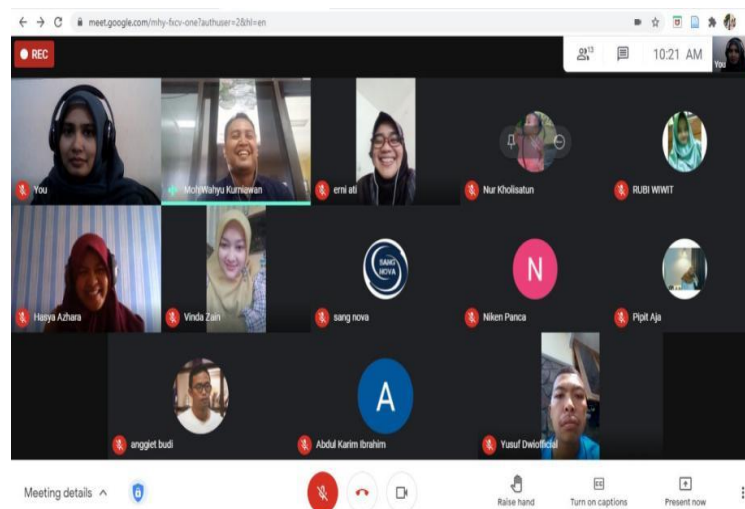 meet.google.com/mhy-fxcv-one?authuser=2&hl=en
REC
13
10:21 AM
You
You
Moh Wahyu Kurniawan
erni ati
Nur Kholisatun
RUBI WIWIT
Hasya Azhara
Vinda Zain
SANG
NOVA
sang nova
N
Niken Panca
Pipit Aja
anggiet budi
A
Abdul Karim Ibrahim
Yusuf Dwiofficial
Meeting details
Raise hand
Turn on captions
Present now